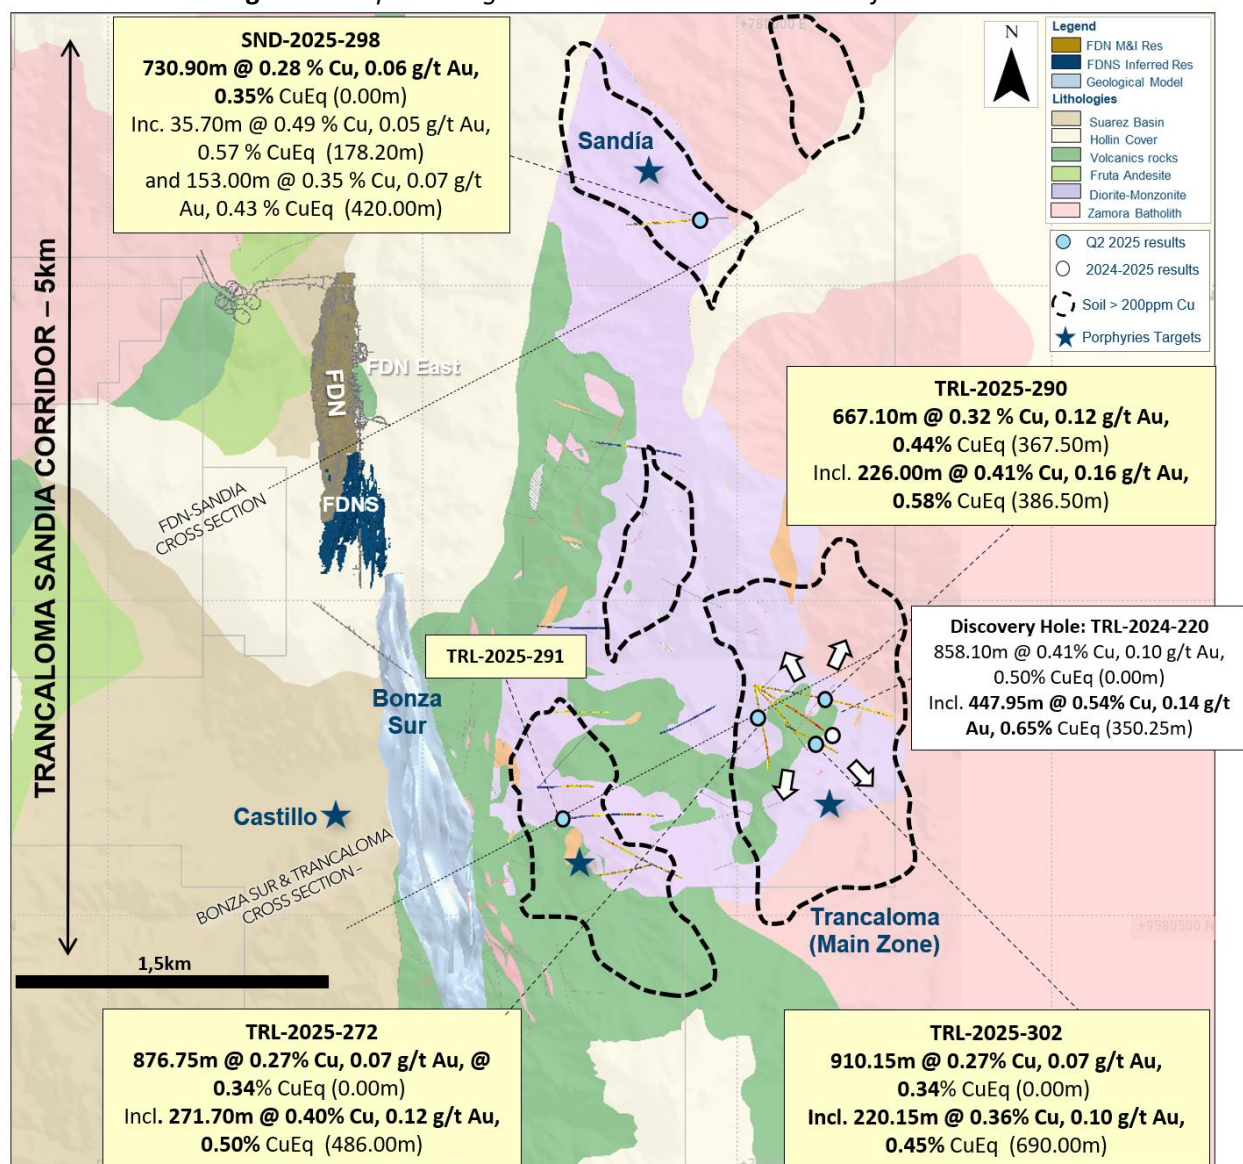 SND-2025-298
730.90m @ 0.28 % Cu, 0.06 g/t Au,
0.35% CuEq (0.00m)
Inc. 35.70m @ 0.49 % Cu, 0.05 g/t Au,
0.57 % CuEq (178.20m)
and 153.00m @ 0.35 % Cu, 0.07 g/t
Au, 0.43 % CuEq (420.00m)
N
Legend
FDN M&I Res
FDNS Inferred Res
Geological Model
Lithologies
Suarez Basin
Hollin Cover
Volcanics rocks
Fruta Andesite
Diorite-Monzonite
Zamora Batholith
Q2 2025 results
2024-2025 results
Soil > 200ppm Cu
Porphyries Targets
Sandía
TRANCALOMA SANDIA CORRIDOR – 5km
FDN
FDN East
FDNS
FDN-SANDIA
CROSS SECTION
TRL-2025-290
667.10m @ 0.32 % Cu, 0.12 g/t Au,
0.44% CuEq (367.50m)
Incl. 226.00m @ 0.41% Cu, 0.16 g/t Au,
0.58% CuEq (386.50m)
Discovery Hole: TRL-2024-220
858.10m @ 0.41% Cu, 0.10 g/t Au,
0.50% CuEq (0.00m)
Incl. 447.95m @ 0.54% Cu, 0.14 g/t
Au, 0.65% CuEq (350.25m)
TRL-2025-291
Bonza
Sur
Castillo
BONZA SUR & TRANCALOMA
CROSS SECTION –
Trancaloma
(Main Zone)
+9580500 N
1,5km
TRL-2025-272
876.75m @ 0.27% Cu, 0.07 g/t Au, @
0.34% CuEq (0.00m)
Incl. 271.70m @ 0.40% Cu, 0.12 g/t Au,
0.50% CuEq (486.00m)
TRL-2025-302
910.15m @ 0.27% Cu, 0.07 g/t Au,
0.34% CuEq (0.00m)
Incl. 220.15m @ 0.36% Cu, 0.10 g/t Au,
0.45% CuEq (690.00m)